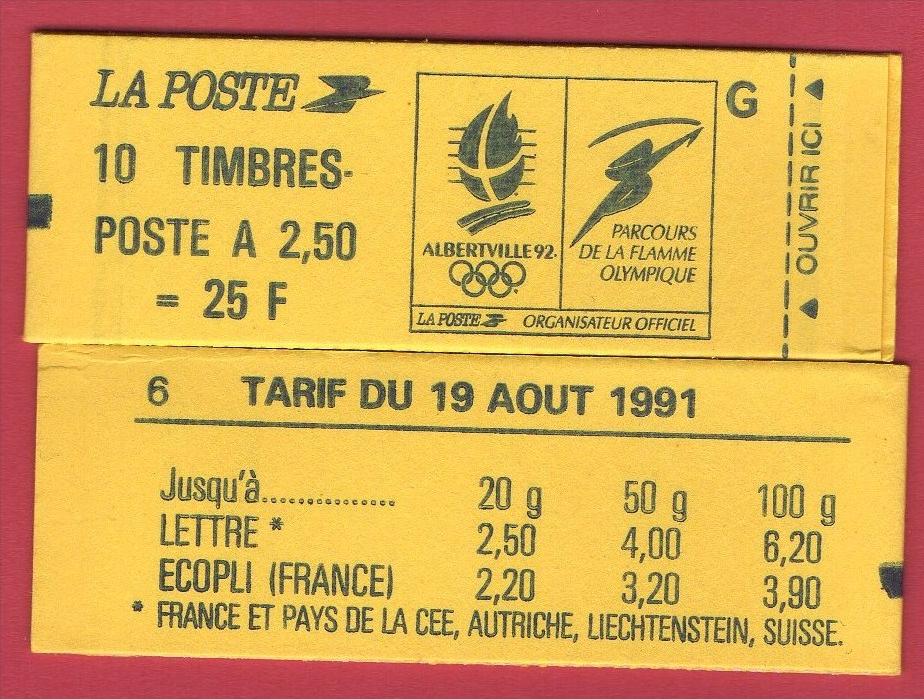 LA POSTE
10 TIMBRES-
POSTE A 2,50
= 25 F
ALBERTVILLE 92.
PARCOURS
DE LA FLAMME
OLYMPIQUE
LA POSTE ORGANISATEUR OFFICIEL
G
OUVRIR ICI
6 TARIF DU 19 AOUT 1991
Jusqu'à............... 20 g 50 g 100 g
LETTRE * 2,50 4,00 6,20
ECOPLI (FRANCE) 2,20 3,20 3,90
* FRANCE ET PAYS DE LA CEE, AUTRICHE, LIECHTENSTEIN, SUISSE.